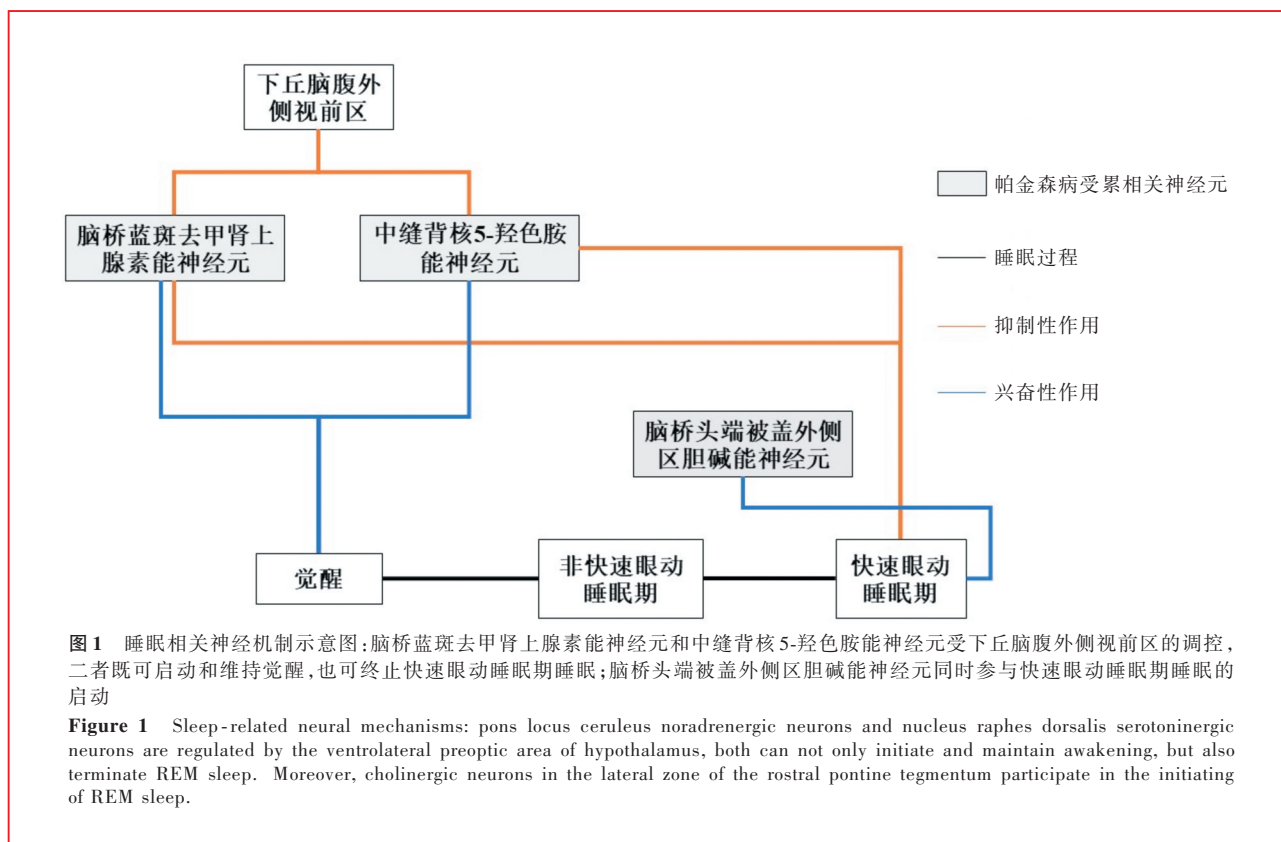 下丘脑腹外
侧视前区
脑桥蓝斑去甲肾上
腺素能神经元
中缝背核5-羟色胺
能神经元
帕金森病受累相关神经元
睡眠过程
抑制性作用
兴奋性作用
脑桥头端被盖外侧
区胆碱能神经元
觉醒
非快速眼动
睡眠期
快速眼动
睡眠期
图1 睡眠相关神经机制示意图:脑桥蓝斑去甲肾上腺素能神经元和中缝背核5-羟色胺能神经元受下丘脑腹外侧视前区的调控,
二者既可启动和维持觉醒,也可终止快速眼动睡眠期睡眠;脑桥头端被盖外侧区胆碱能神经元同时参与快速眼动睡眠期睡眠的
启动
Figure 1 Sleep-related neural mechanisms: pons locus ceruleus noradrenergic neurons and nucleus raphes dorsalis serotoninergic
neurons are regulated by the ventrolateral preoptic area of hypothalamus, both can not only initiate and maintain awakening, but also
terminate REM sleep. Moreover, cholinergic neurons in the lateral zone of the rostral pontine tegmentum participate in the initiating
of REM sleep.